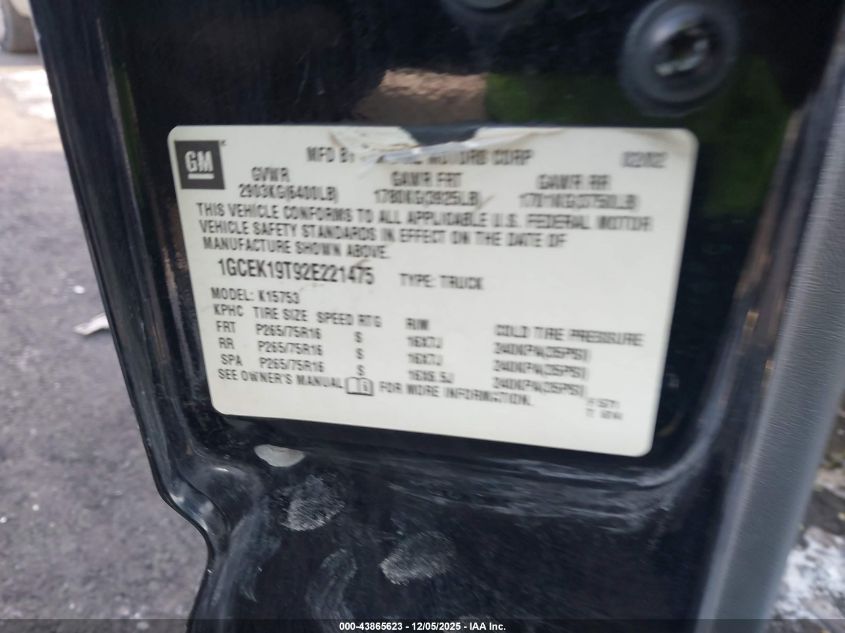 GM
MFD BY MOTORS CORP 02/02
GVWR GAWR FRT GAWR RR
2903KG(6400LB) 1780KG(3925LB) 1701KG(3750LB)
THIS VEHICLE CONFORMS TO ALL APPLICABLE U.S. FEDERAL MOTOR
VEHICLE SAFETY STANDARDS IN EFFECT ON THE DATE OF
MANUFACTURE SHOWN ABOVE.
1GCEK19T92E221475 TYPE: TRUCK
MODEL: K15753
KPHC TIRE SIZE SPEED RTG RIM COLD TIRE PRESSURE
FRT P265/75R16 S 16X7J 240KPA(35PSI)
RR P265/75R16 S 16X7J 240KPA(35PSI)
SPA P265/75R16 S 16X6.5J 240KPA(35PSI)
SEE OWNER'S MANUAL FOR MORE INFORMATION.
000-43865623 - 12/05/2025 - IAA Inc.